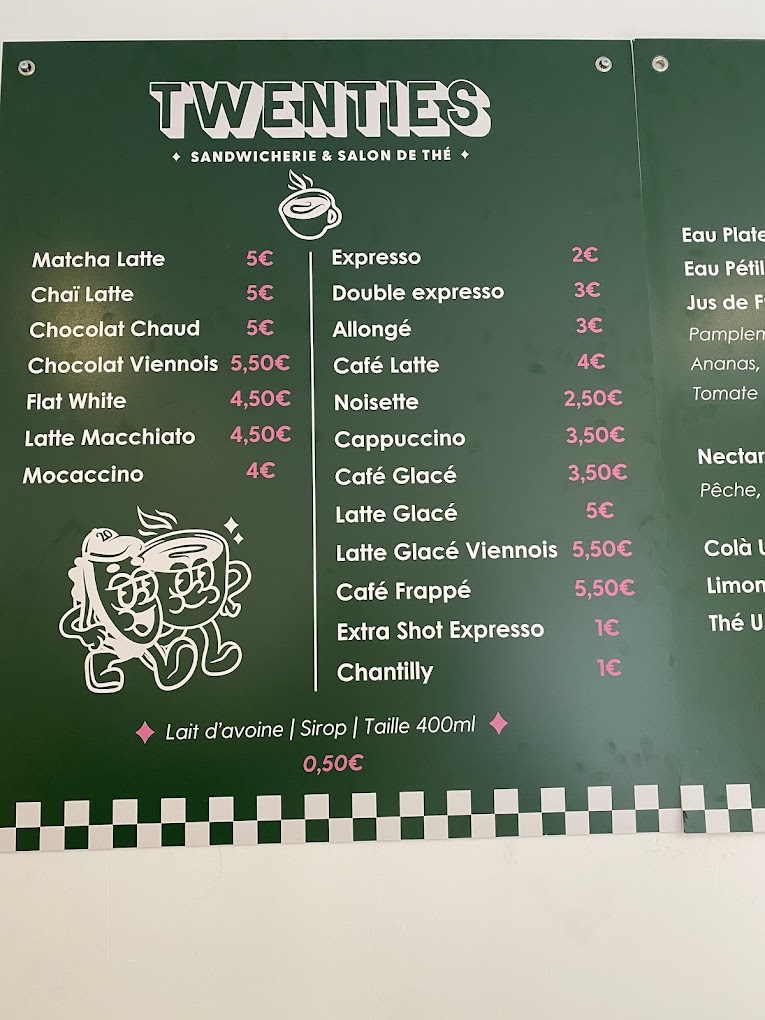 TWENTIES
SANDWICHERIE & SALON DE THÉ
Matcha Latte 5€
Chaï Latte 5€
Chocolat Chaud 5€
Chocolat Viennois 5,50€
Flat White 4,50€
Latte Macchiato 4,50€
Mocaccino 4€
20
Expresso 2€
Double expresso 3€
Allongé 3€
Café Latte 4€
Noisette 2,50€
Cappuccino 3,50€
Café Glacé 3,50€
Latte Glacé 5€
Latte Glacé Viennois 5,50€
Café Frappé 5,50€
Extra Shot Expresso 1€
Chantilly 1€
Lait d'avoine | Sirop | Taille 400ml
0,50€
Eau Plate
Eau
Jus de
Ananas,
Tomate
Nectar
Pêche,
Colà
Thé